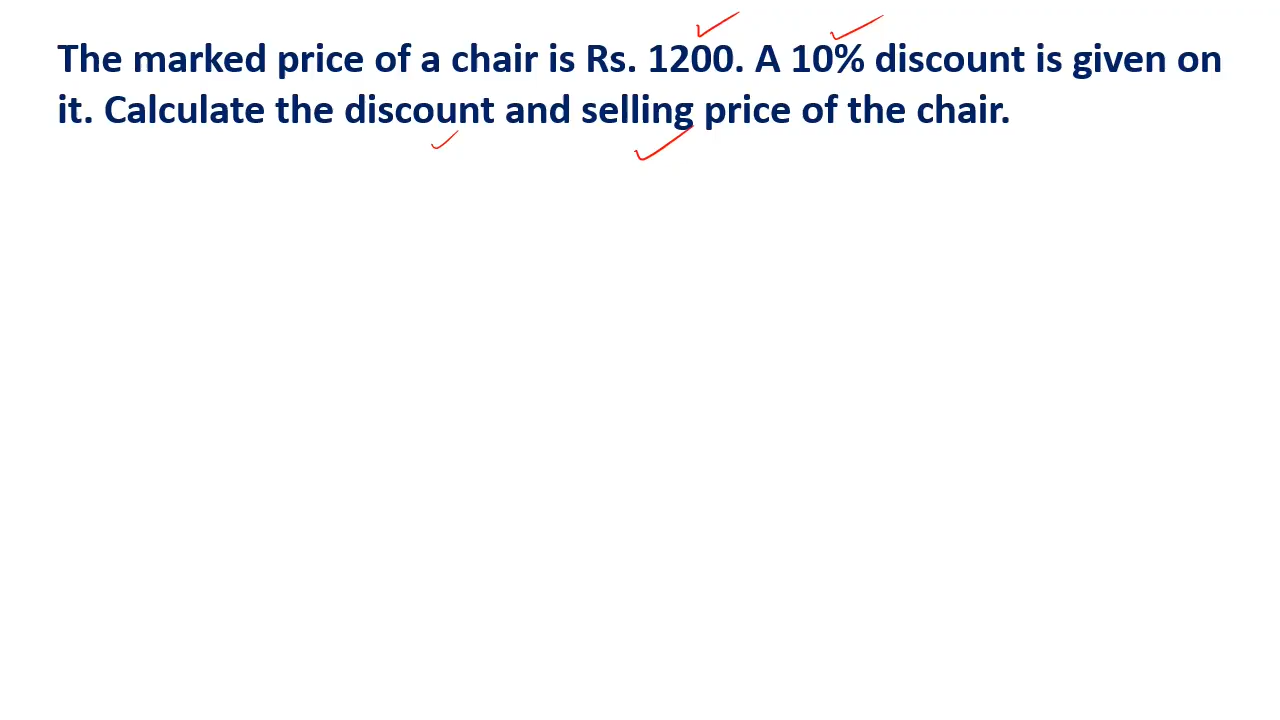 The marked price of a chair is Rs. 1200. A 10% discount is given on
it. Calculate the discount and selling price of the chair.